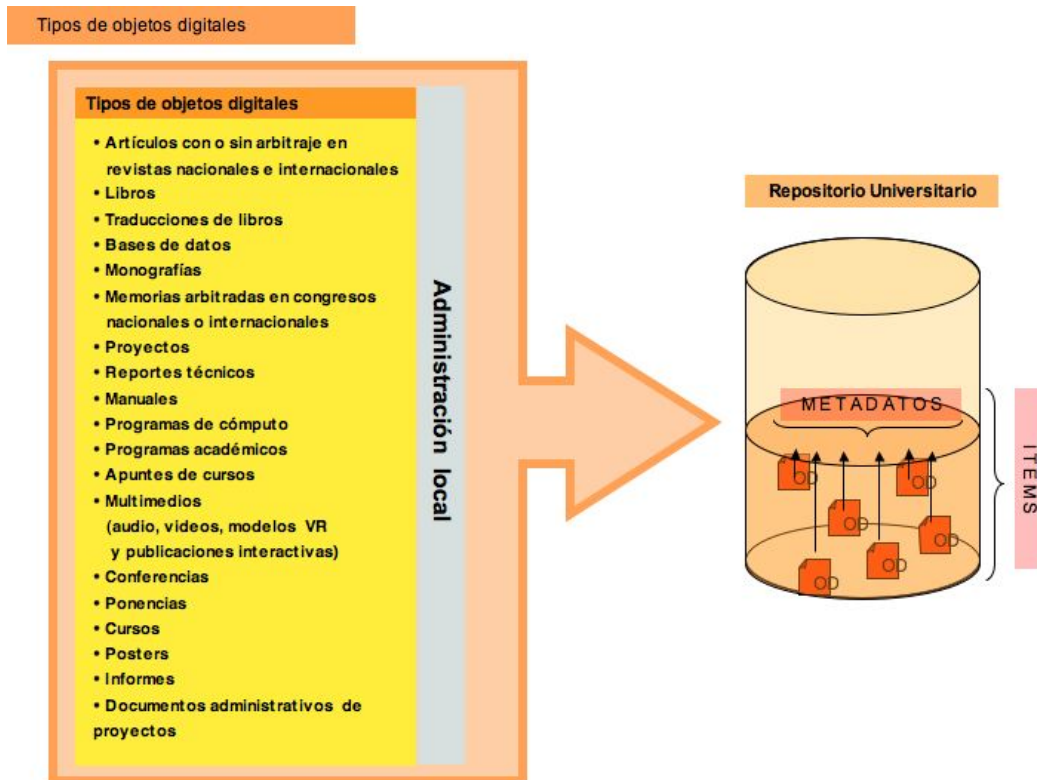 Tipos de objetos digitales
Tipos de objetos digitales
• Artículos con o sin arbitraje en
revistas nacionales e internacionales
• Libros
• Traducciones de libros
• Bases de datos
• Monografías
• Memorias arbitradas en congresos
nacionales o internacionales
• Proyectos
• Reportes técnicos
• Manuales
• Programas de cómputo
• Programas académicos
• Apuntes de cursos
• Multimedios
(audio, videos, modelos VR
y publicaciones interactivas)
• Conferencias
• Ponencias
• Cursos
• Posters
• Informes
• Documentos administrativos de
proyectos
Administración local
Repositorio Universitario
METADATOS
OD
OD
OD
OD
OD
OD
ITEMS